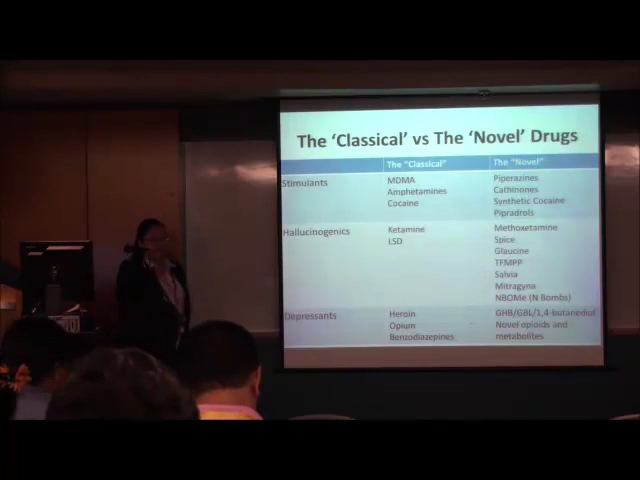 The 'Classical' vs The 'Novel' Drugs
The "Classical" The "Novel"
Stimulants MDMA Piperazines
Amphetamines Cathinones
Cocaine Synthetic Cocaine
Pipradrols
Hallucinogenics Ketamine Methoxetamine
LSD Spice
Glaucine
TFMPP
Salvia
Mitragyna
NBOMe (N Bombs)
Depressants Heroin GHB/GBL/1,4-butanediol
Opium Novel opioids and
Benzodiazepines metabolites